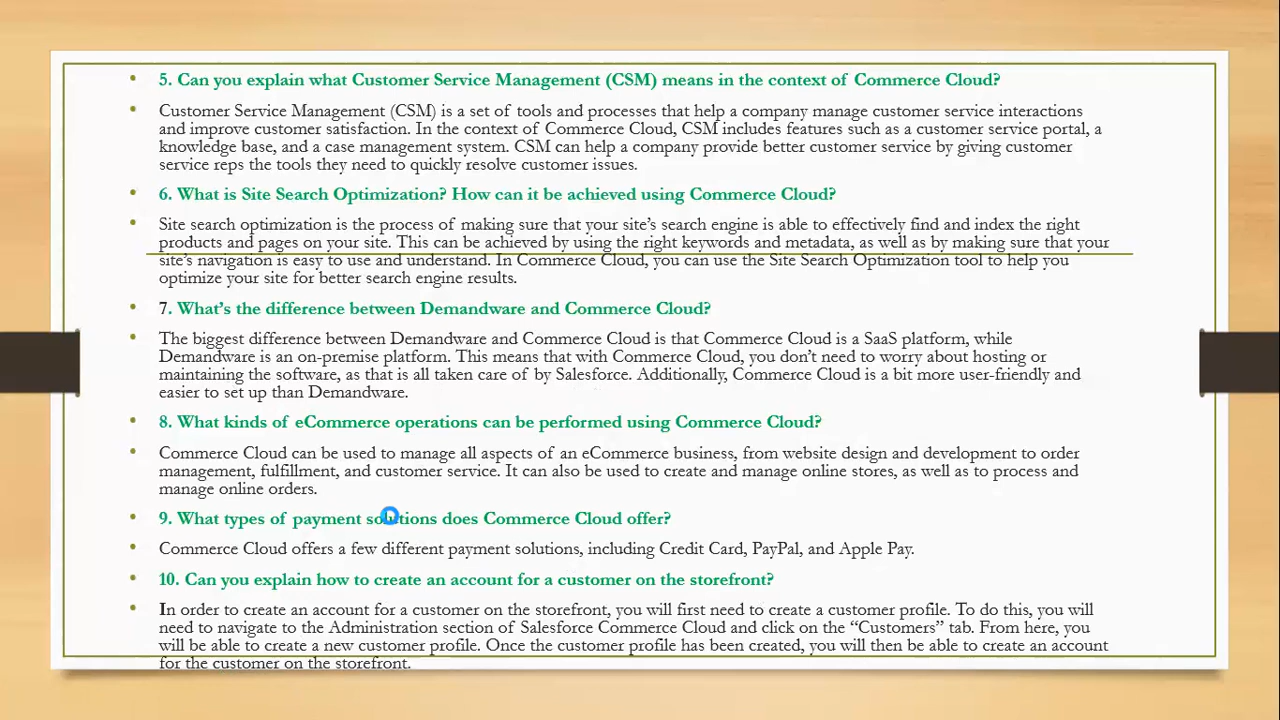 • 5. Can you explain what Customer Service Management (CSM) means in the context of Commerce Cloud?
• Customer Service Management (CSM) is a set of tools and processes that help a company manage customer service interactions
and improve customer satisfaction. In the context of Commerce Cloud, CSM includes features such as a customer service portal, a
knowledge base, and a case management system. CSM can help a company provide better customer service by giving customer
service reps the tools they need to quickly resolve customer issues.
• 6. What is Site Search Optimization? How can it be achieved using Commerce Cloud?
• Site search optimization is the process of making sure that your site’s search engine is able to effectively find and index the right
products and pages on your site. This can be achieved by using the right keywords and metadata, as well as by making sure that your
site’s navigation is easy to use and understand. In Commerce Cloud, you can use the Site Search Optimization tool to help you
optimize your site for better search engine results.
• 7. What’s the difference between Demandware and Commerce Cloud?
• The biggest difference between Demandware and Commerce Cloud is that Commerce Cloud is a SaaS platform, while
Demandware is an on-premise platform. This means that with Commerce Cloud, you don’t need to worry about hosting or
maintaining the software, as that is all taken care of by Salesforce. Additionally, Commerce Cloud is a bit more user-friendly and
easier to set up than Demandware.
• 8. What kinds of eCommerce operations can be performed using Commerce Cloud?
• Commerce Cloud can be used to manage all aspects of an eCommerce business, from website design and development to order
management, fulfillment, and customer service. It can also be used to create and manage online stores, as well as to process and
manage online orders.
• 9. What types of payment solutions does Commerce Cloud offer?
• Commerce Cloud offers a few different payment solutions, including Credit Card, PayPal, and Apple Pay.
• 10. Can you explain how to create an account for a customer on the storefront?
• In order to create an account for a customer on the storefront, you will first need to create a customer profile. To do this, you will
need to navigate to the Administration section of Salesforce Commerce Cloud and click on the “Customers” tab. From here, you
will be able to create a new customer profile. Once the customer profile has been created, you will then be able to create an account
for the customer on the storefront.